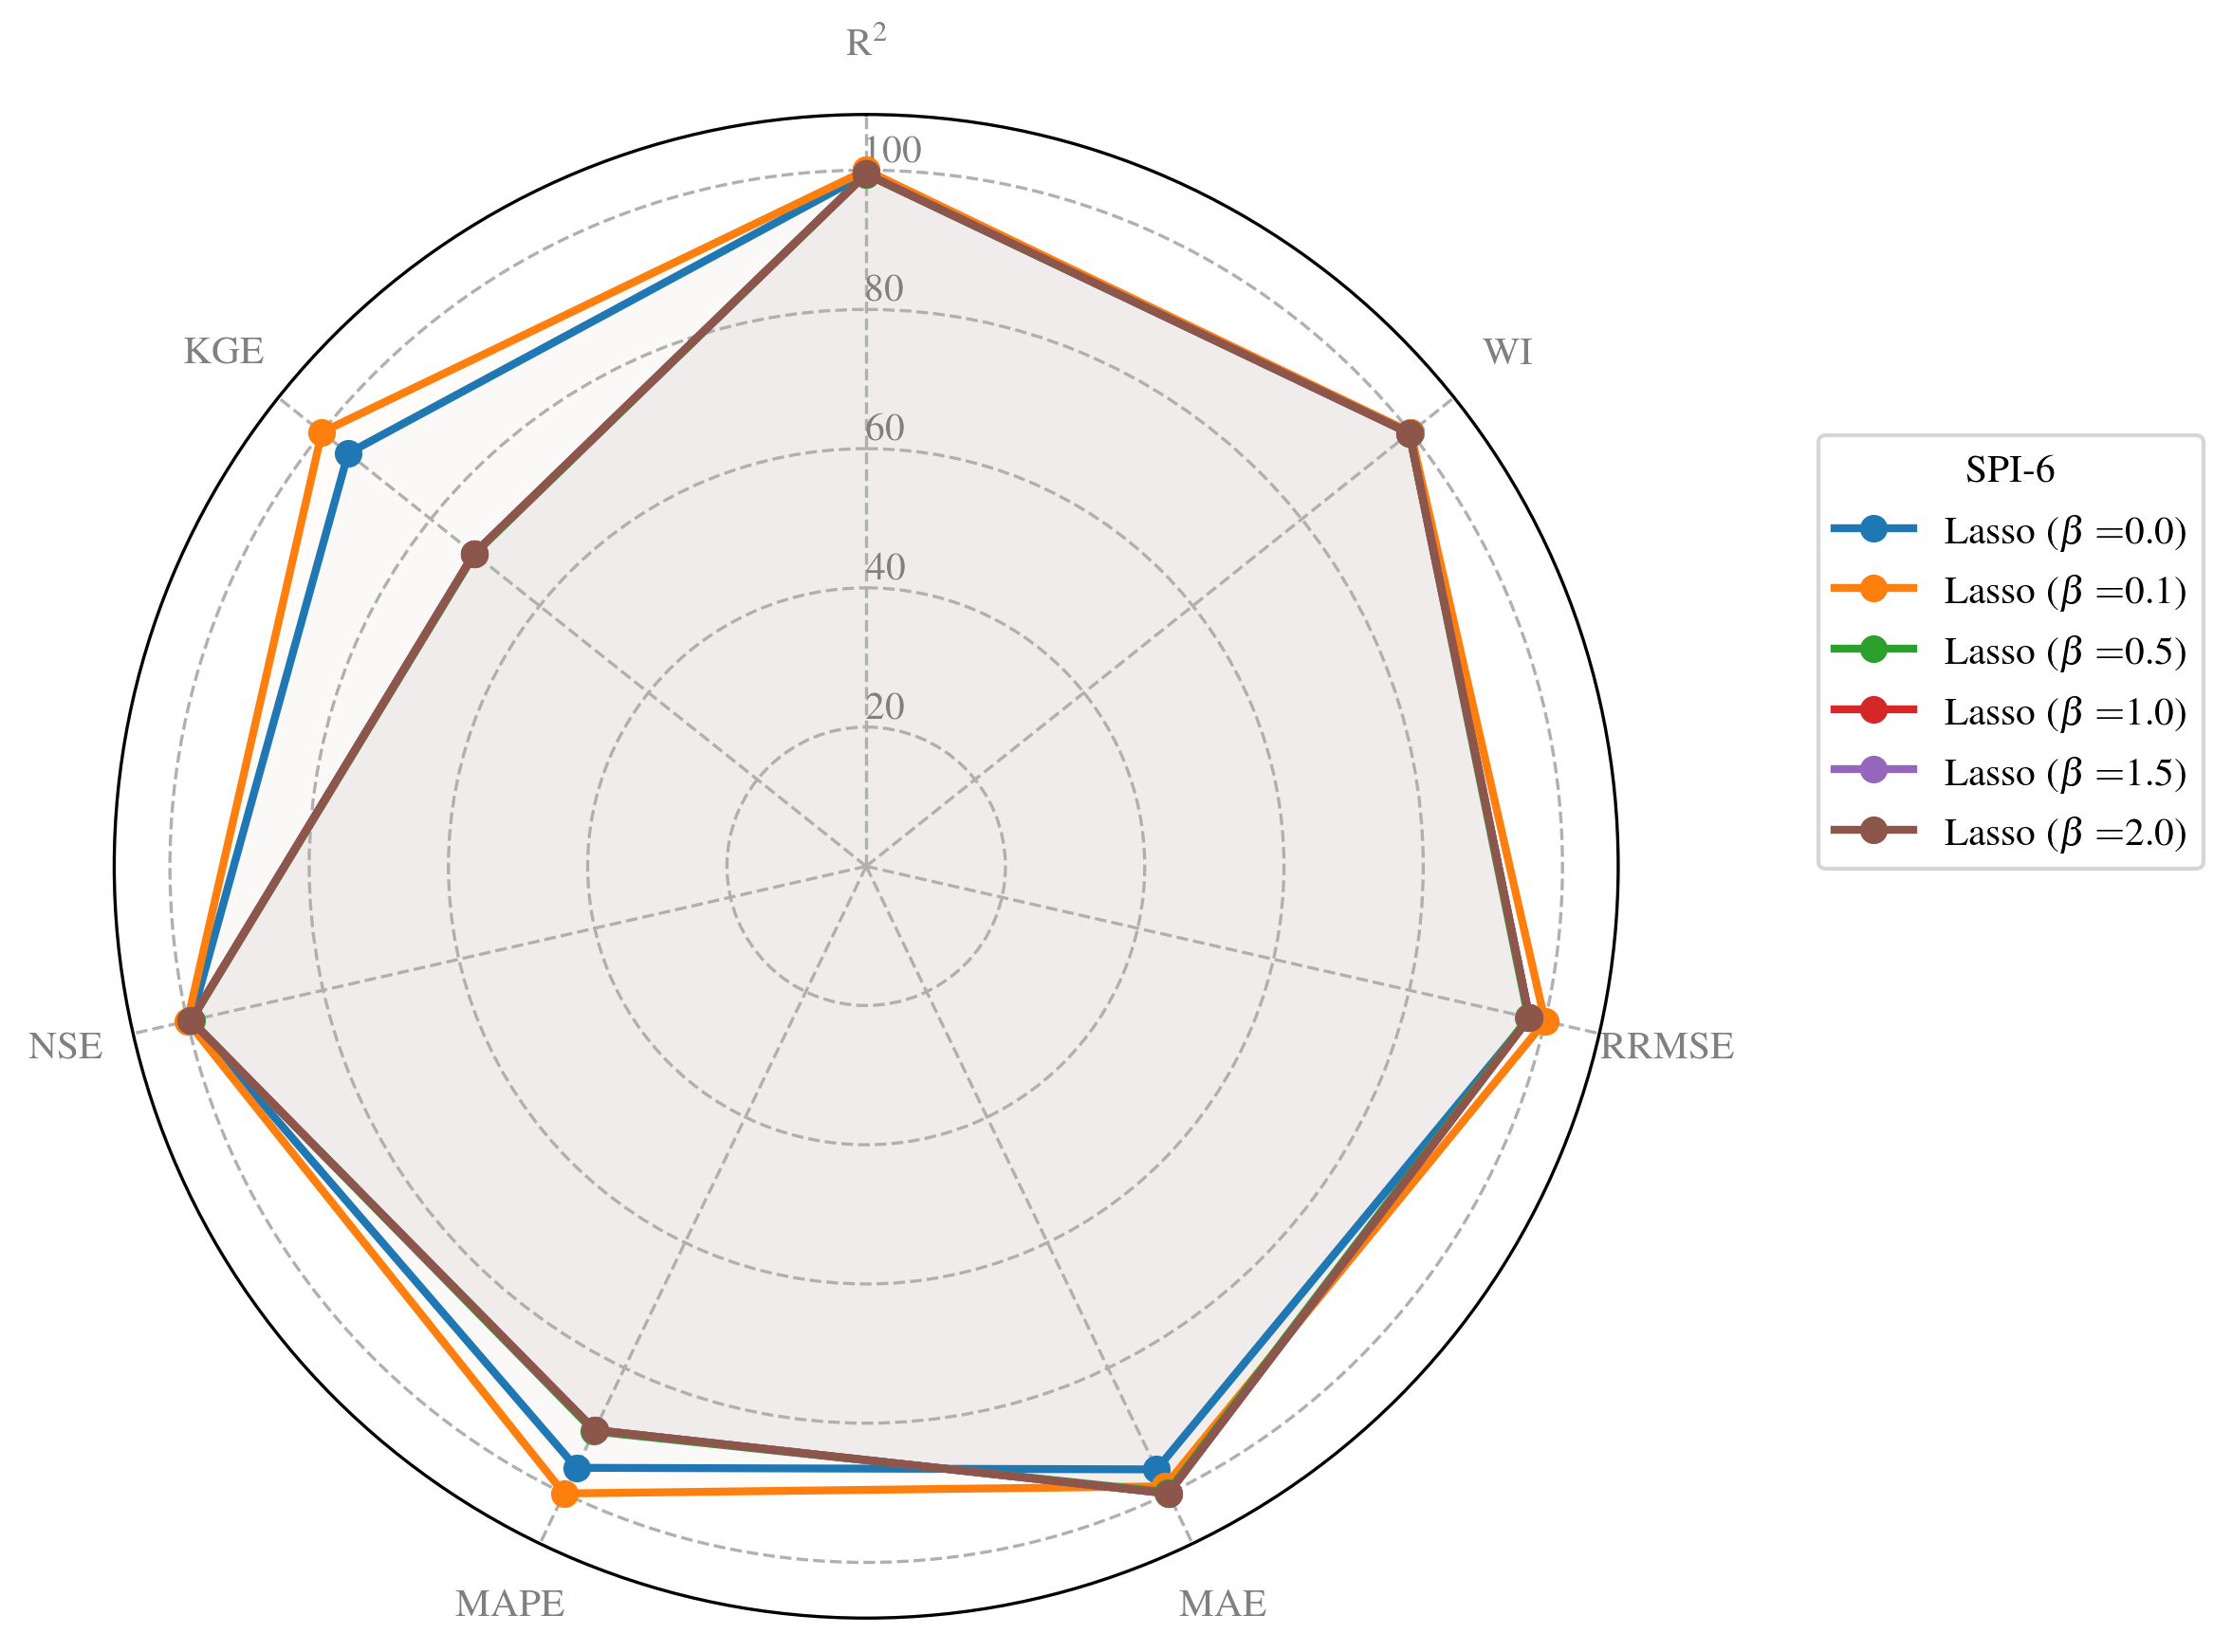 R²
100
80
60
40
20
KGE
WI
NSE
RRMSE
MAPE
MAE
SPI-6
Lasso (β =0.0)
Lasso (β =0.1)
Lasso (β =0.5)
Lasso (β =1.0)
Lasso (β =1.5)
Lasso (β =2.0)